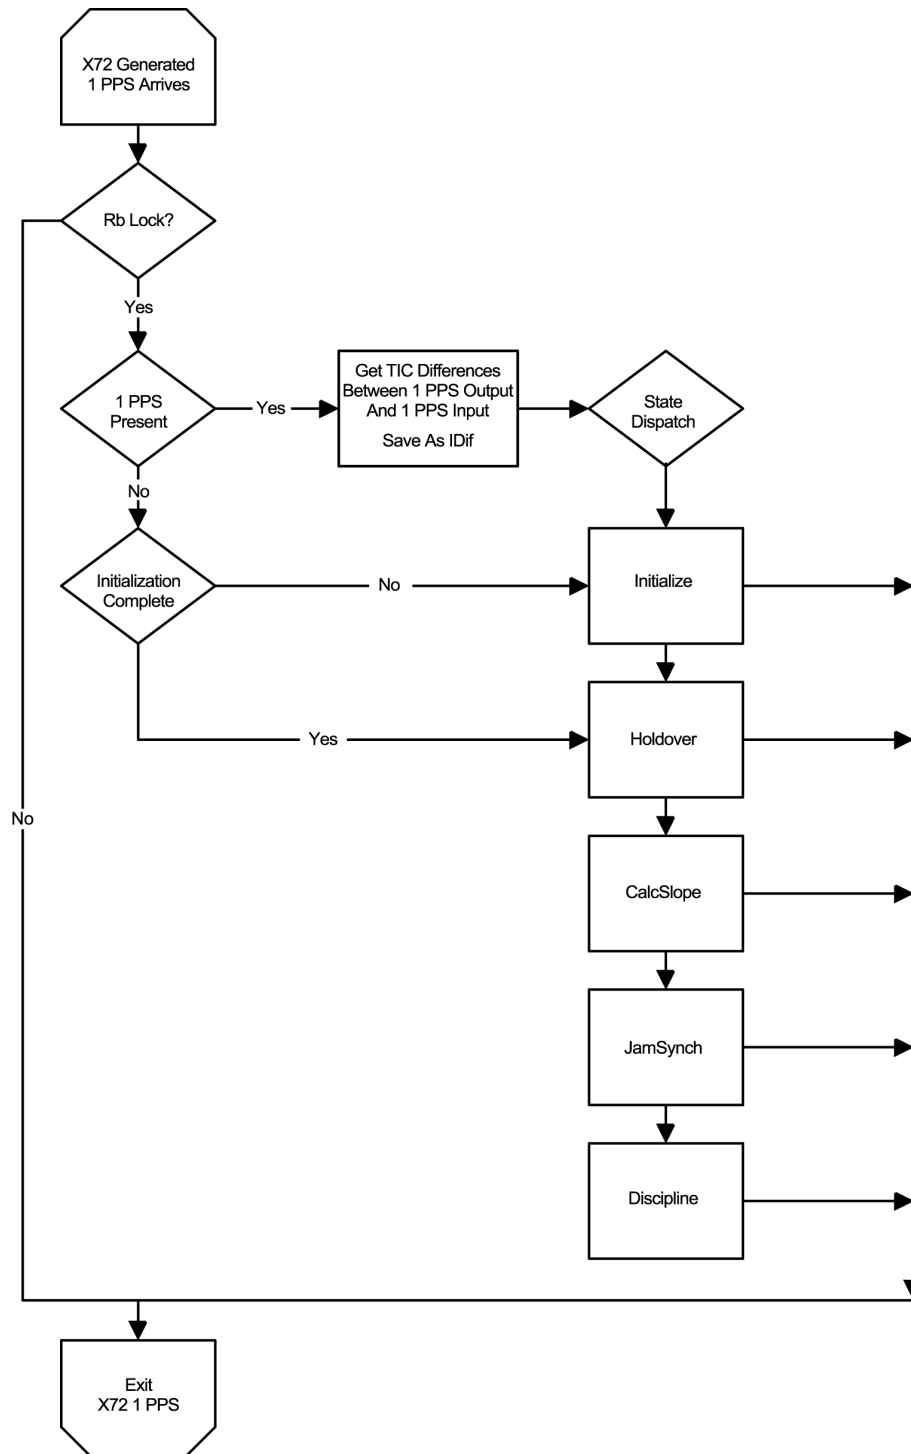 X72 Generated
1 PPS Arrives
Rb Lock?
Yes
1 PPS
Present
Yes
Get TIC Differences
Between 1 PPS Output
And 1 PPS Input
Save As IDif
State
Dispatch
No
Initialization
Complete
No
Initialize
Yes
Holdover
No
CalcSlope
JamSynch
Discipline
Exit
X72 1 PPS